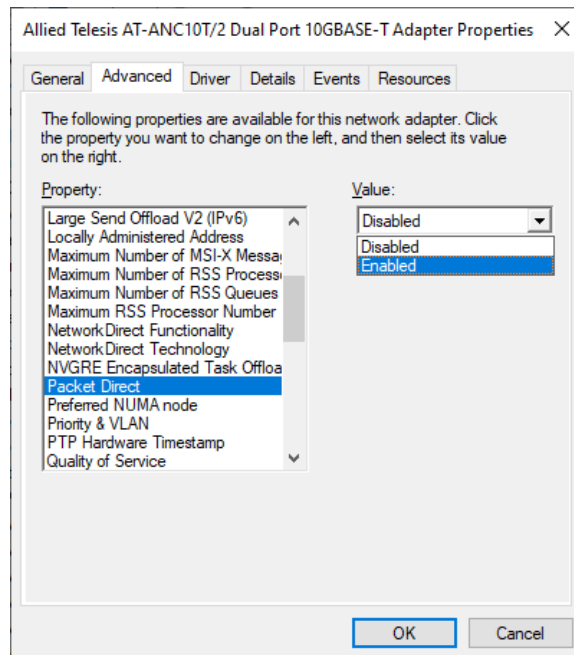 Allied Telesis AT-ANC10T/2 Dual Port 10GBASE-T Adapter Properties
General Advanced Driver Details Events Resources
The following properties are available for this network adapter. Click
the property you want to change on the left, and then select its value
on the right.
Property:
Value:
Large Send Offload V2 (IPv6)
Locally Administered Address
Maximum Number of MSI-X Messa
Maximum Number of RSS Process
Maximum Number of RSS Queues
Maximum RSS Processor Number
NetworkDirect Functionality
NetworkDirect Technology
NVGRE Encapsulated Task Offloa
Packet Direct
Preferred NUMA node
Priority & VLAN
PTP Hardware Timestamp
Quality of Service
Disabled
Disabled
Enabled
OK
Cancel